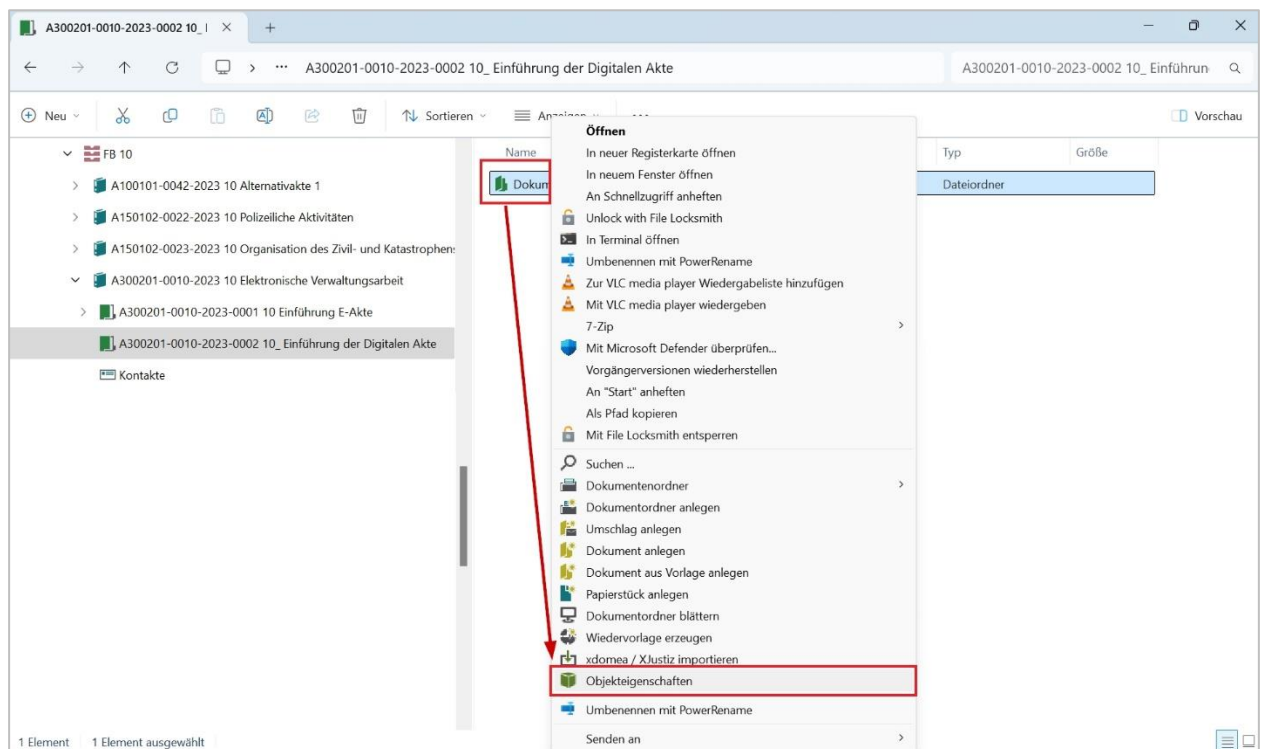 A300201-0010-2023-0002 10_ I
A300201-0010-2023-0002 10_ Einführung der Digitalen Akte
A300201-0010-2023-0002 10_ Einführun
Neu
Sortieren
Vorschau
FB 10
A100101-0042-2023 10 Alternativakte 1
A150102-0022-2023 10 Polizeiliche Aktivitäten
A150102-0023-2023 10 Organisation des Zivil- und Katastrophen
A300201-0010-2023 10 Elektronische Verwaltungsarbeit
A300201-0010-2023-0001 10 Einführung E-Akte
A300201-0010-2023-0002 10_ Einführung der Digitalen Akte
Kontakte
Name
Typ
Größe
Dokum
Dateiordner
Öffnen
In neuer Registerkarte öffnen
In neuem Fenster öffnen
An Schnellzugriff anheften
Unlock with File Locksmith
In Terminal öffnen
Umbenennen mit PowerRename
Zur VLC media player Wiedergabeliste hinzufügen
Mit VLC media player wiedergeben
7-Zip
Mit Microsoft Defender überprüfen...
Vorgängerversionen wiederherstellen
An "Start" anheften
Als Pfad kopieren
Mit File Locksmith entsperren
Suchen ...
Dokumentenordner
Dokumentordner anlegen
Umschlag anlegen
Dokument anlegen
Dokument aus Vorlage anlegen
Papierstück anlegen
Dokumentordner blättern
Wiedervorlage erzeugen
xdomea / XJustiz importieren
Objekteigenschaften
Umbenennen mit PowerRename
Senden an
1 Element 1 Element ausgewählt